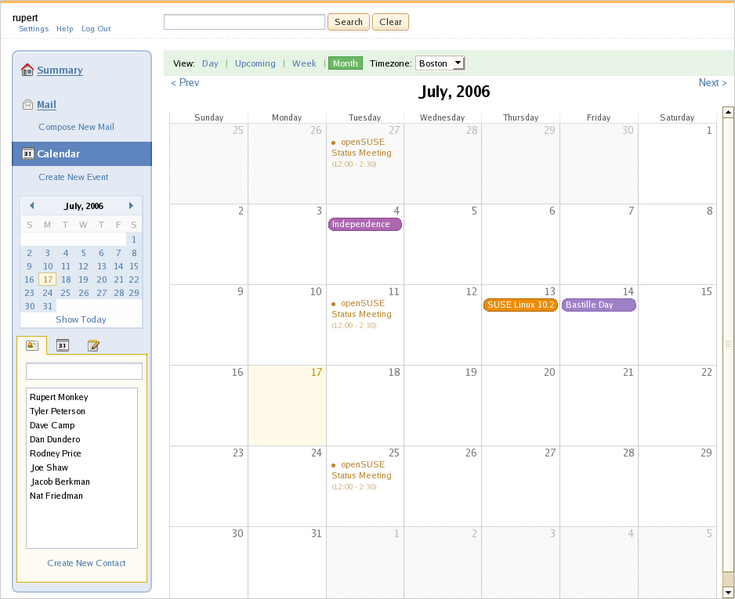 rupert
Settings Help Log Out
Search Clear
Summary
Mail
Compose New Mail
31 Calendar
Create New Event
July, 2006
S M T W T F S
1
2 3 4 5 6 7 8
9 10 11 12 13 14 15
16 17 18 19 20 21 22
23 24 25 26 27 28 29
30 31
Show Today
31
Rupert Monkey
Tyler Peterson
Dave Camp
Dan Dundero
Rodney Price
Joe Shaw
Jacob Berkman
Nat Friedman
Create New Contact
View: Day | Upcoming | Week | Month Timezone: Boston
< Prev Next >
July, 2006
Sunday Monday Tuesday Wednesday Thursday Friday Saturday
25 26 27 28 29 30 1
openSUSE
Status Meeting
(12:00 - 2:30)
2 3 4 5 6 7 8
Independence
9 10 11 12 13 14 15
openSUSE SUSE Linux 10.2 Bastille Day
Status Meeting
(12:00 - 2:30)
16 17 18 19 20 21 22
23 24 25 26 27 28 29
openSUSE
Status Meeting
(12:00 - 2:30)
30 31 1 2 3 4 5